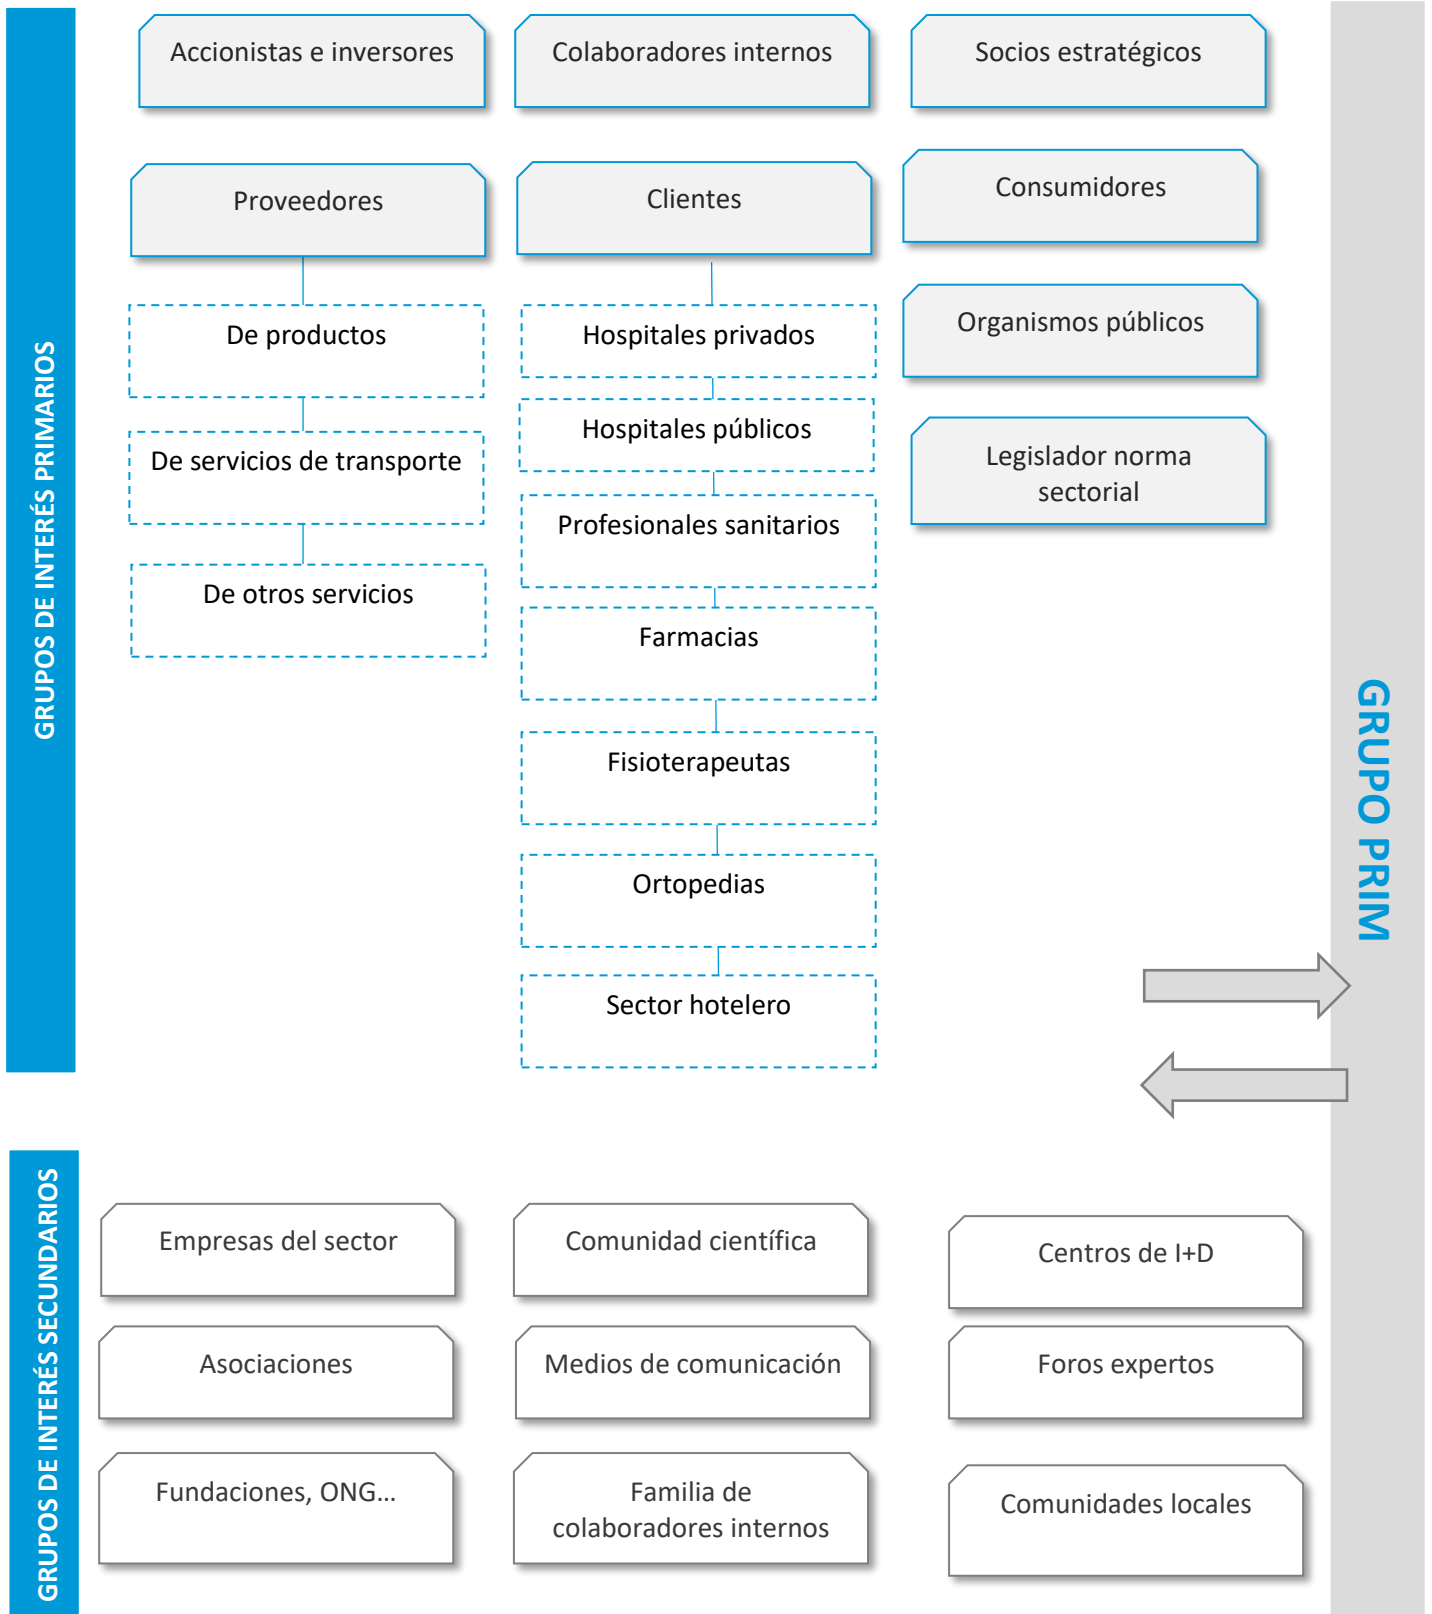 GRUPOS DE INTERÉS PRIMARIOS
Accionistas e inversores
Colaboradores internos
Socios estratégicos
Proveedores
Clientes
Consumidores
De productos
De servicios de transporte
De otros servicios
Hospitales privados
Hospitales públicos
Profesionales sanitarios
Farmacias
Fisioterapeutas
Ortopedias
Sector hotelero
Organismos públicos
Legislador norma
sectorial
GRUPO PRIM
GRUPOS DE INTERÉS SECUNDARIOS
Empresas del sector
Comunidad científica
Centros de I+D
Asociaciones
Medios de comunicación
Foros expertos
Fundaciones, ONG...
Familia de
colaboradores internos
Comunidades locales